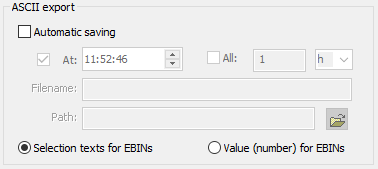 ASCII export
Automatic saving
At: 11:52:46 All: 1 h
Filename:
Path:
Selection texts for EBINs Value (number) for EBINs